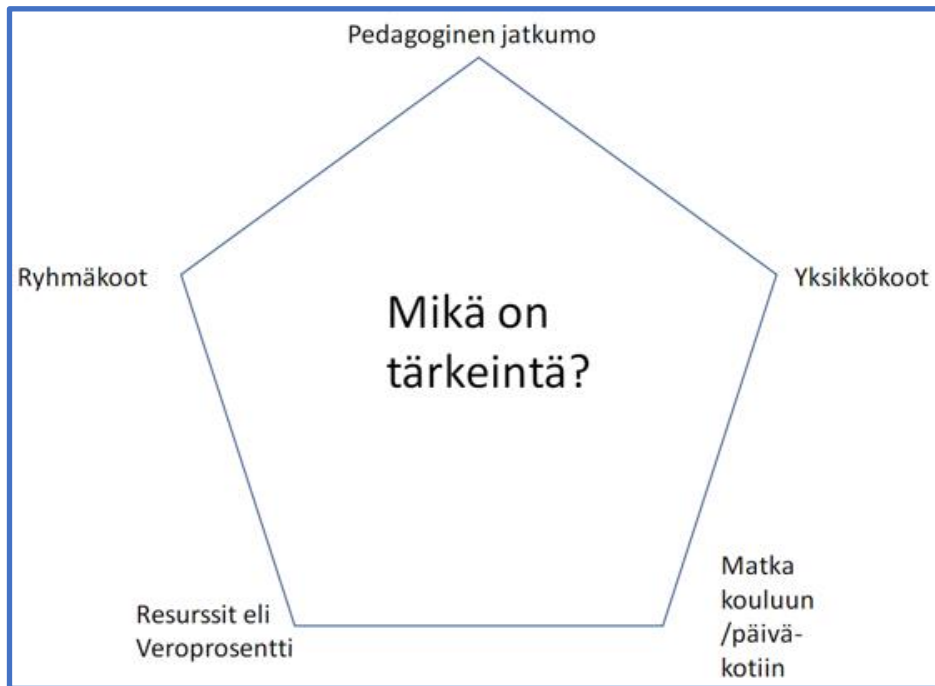 Pedagoginen jatkumo
Ryhmäkoot
Yksikkökoot
Mikä on
tärkeintä?
Resurssit eli
Veroprosentti
Matka
kouluun
/päivä-
kotiin